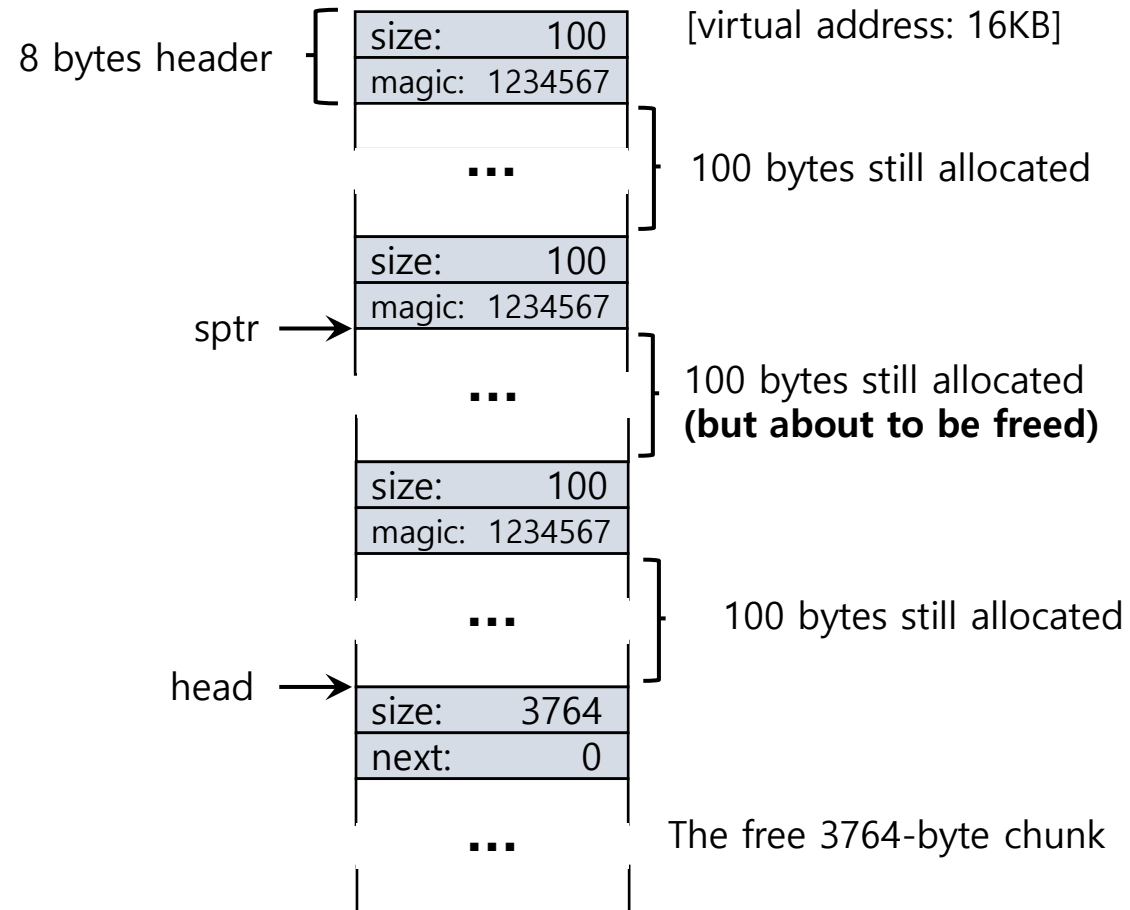 [virtual address: 16KB]
8 bytes header
size: 100
magic: 1234567
...
100 bytes still allocated
size: 100
magic: 1234567
sptr
...
100 bytes still allocated
(but about to be freed)
size: 100
magic: 1234567
...
100 bytes still allocated
head
size: 3764
next: 0
...
The free 3764-byte chunk